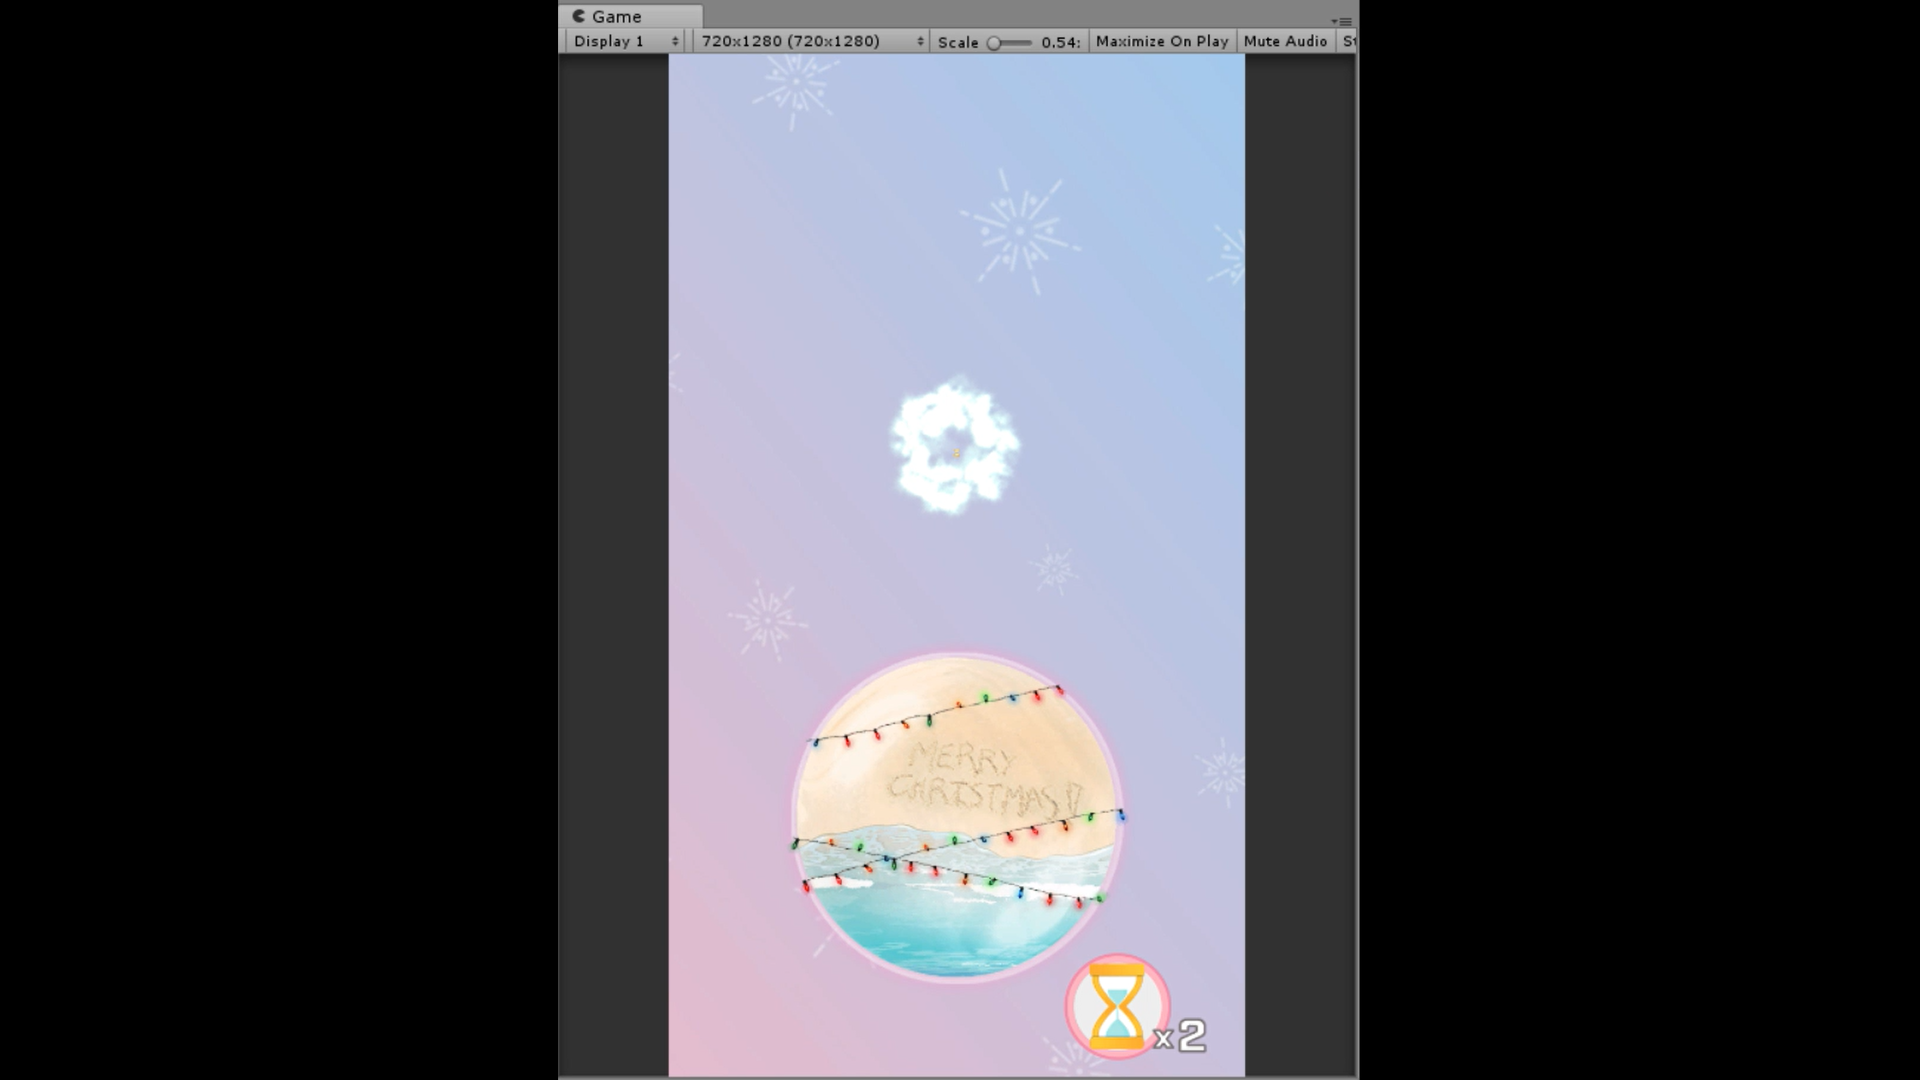 Game
Display 1
720x1280 (720x1280)
Scale
0.54:
Maximize On Play
Mute Audio
MERRY
CHRISTMAS!
x2